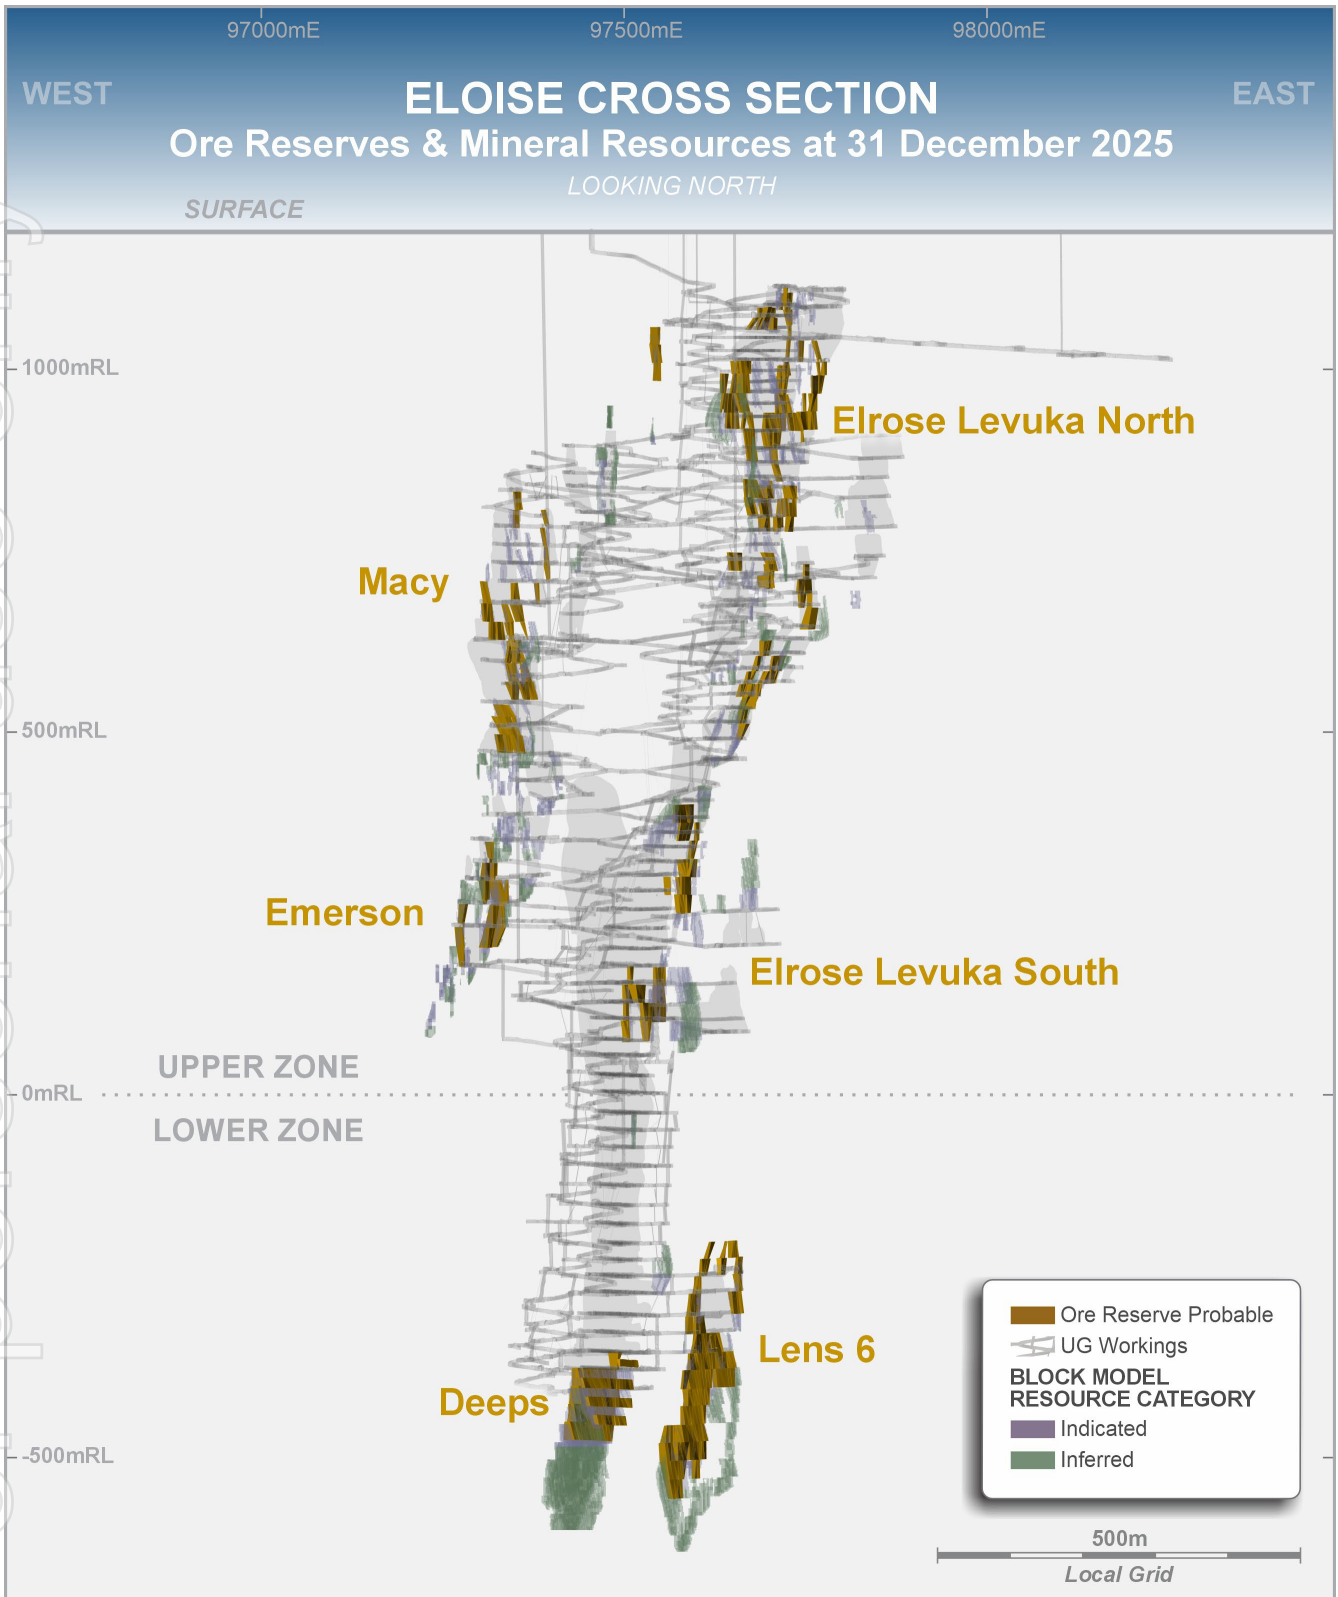 97000mE 97500mE 98000mE
WEST EAST
ELOISE CROSS SECTION
Ore Reserves & Mineral Resources at 31 December 2025
LOOKING NORTH
SURFACE
1000mRL
Elrose Levuka North
Macy
500mRL
Emerson
Elrose Levuka South
UPPER ZONE
0mRL
LOWER ZONE
Lens 6
Deeps
-500mRL
Ore Reserve Probable
UG Workings
BLOCK MODEL
RESOURCE CATEGORY
Indicated
Inferred
500m
Local Grid